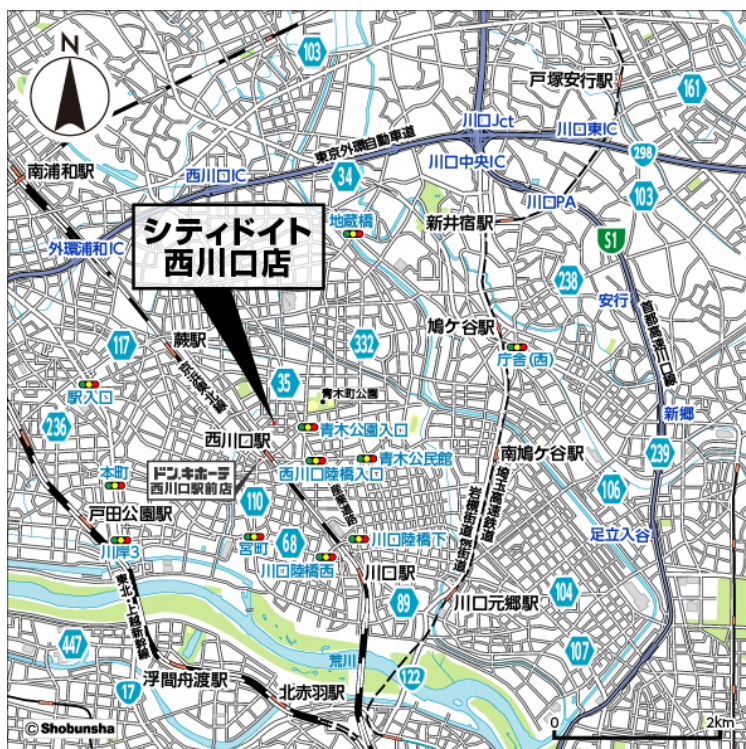 N
103
戸塚安行駅
161
川口Jct
川口東IC
東京外環自動車道
298
南浦和駅
西川口IC
川口中央IC
34
103
川口PA
地蔵橋
新井宿駅
シティドイト
西川口店
外環浦和IC
S1
238
安行
首都高速川口線
蕨駅
117
332
鳩ケ谷駅
庁舎(西)
京浜東北線
35
駅入口
青木町公園
新郷
236
西川口駅
青木公園入口
239
ドン.キホーテ
西川口駅前店
西川口陸橋入口
青木公民館
南鳩ケ谷駅
本町
110
産業道路
埼玉高速鉄道
106
戸田公園駅
岩槻街道
足立入谷
川岸3
宮町
68
川口陸橋下
川口陸橋西
川口駅
東北・上越新幹線
89
川口元郷駅
104
447
荒川
107
浮間舟渡駅
122
17
北赤羽駅
© Shobunsha
0
2km